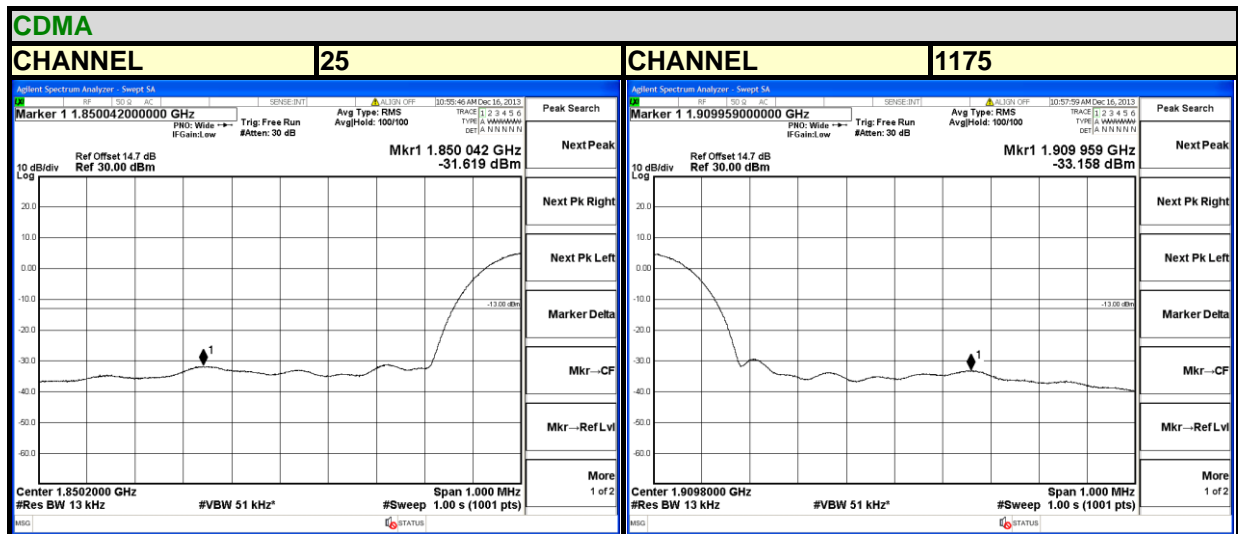 CDMA
CHANNEL 25 CHANNEL 1175
Agilent Spectrum Analyzer - Swept SA
RF 50 Ω AC SENSE:INT ALIGN OFF 10:55:46 AM Dec 16, 2013
Marker 1 1.850042000000 GHz
PNO: Wide
IFGain:Low
Trig: Free Run
#Atten: 30 dB
Avg Type: RMS
Avg|Hold: 100/100
TRACE 1 2 3 4 5 6
TYPE A WWWWW
DET A N N N N N
Ref Offset 14.7 dB
Ref 30.00 dBm
10 dB/div
Log
Mkr1 1.850 042 GHz
-31.619 dBm
20.0
10.0
0.00
-10.0
-20.0
-30.0
-40.0
-50.0
-60.0
-13.00 dBm
1
Center 1.8502000 GHz
#Res BW 13 kHz
#VBW 51 kHz*
Span 1.000 MHz
#Sweep 1.00 s (1001 pts)
MSG
STATUS
Peak Search
Next Peak
Next Pk Right
Next Pk Left
Marker Delta
Mkr→CF
Mkr→Ref Lvl
More
1 of 2
Agilent Spectrum Analyzer - Swept SA
RF 50 Ω AC SENSE:INT ALIGN OFF 10:57:59 AM Dec 16, 2013
Marker 1 1.909959000000 GHz
PNO: Wide
IFGain:Low
Trig: Free Run
#Atten: 30 dB
Avg Type: RMS
Avg|Hold: 100/100
TRACE 1 2 3 4 5 6
TYPE A WWWWW
DET A N N N N N
Ref Offset 14.7 dB
Ref 30.00 dBm
10 dB/div
Log
Mkr1 1.909 959 GHz
-33.158 dBm
20.0
10.0
0.00
-10.0
-20.0
-30.0
-40.0
-50.0
-60.0
-13.00 dBm
1
Center 1.9098000 GHz
#Res BW 13 kHz
#VBW 51 kHz*
Span 1.000 MHz
#Sweep 1.00 s (1001 pts)
MSG
STATUS
Peak Search
Next Peak
Next Pk Right
Next Pk Left
Marker Delta
Mkr→CF
Mkr→Ref Lvl
More
1 of 2